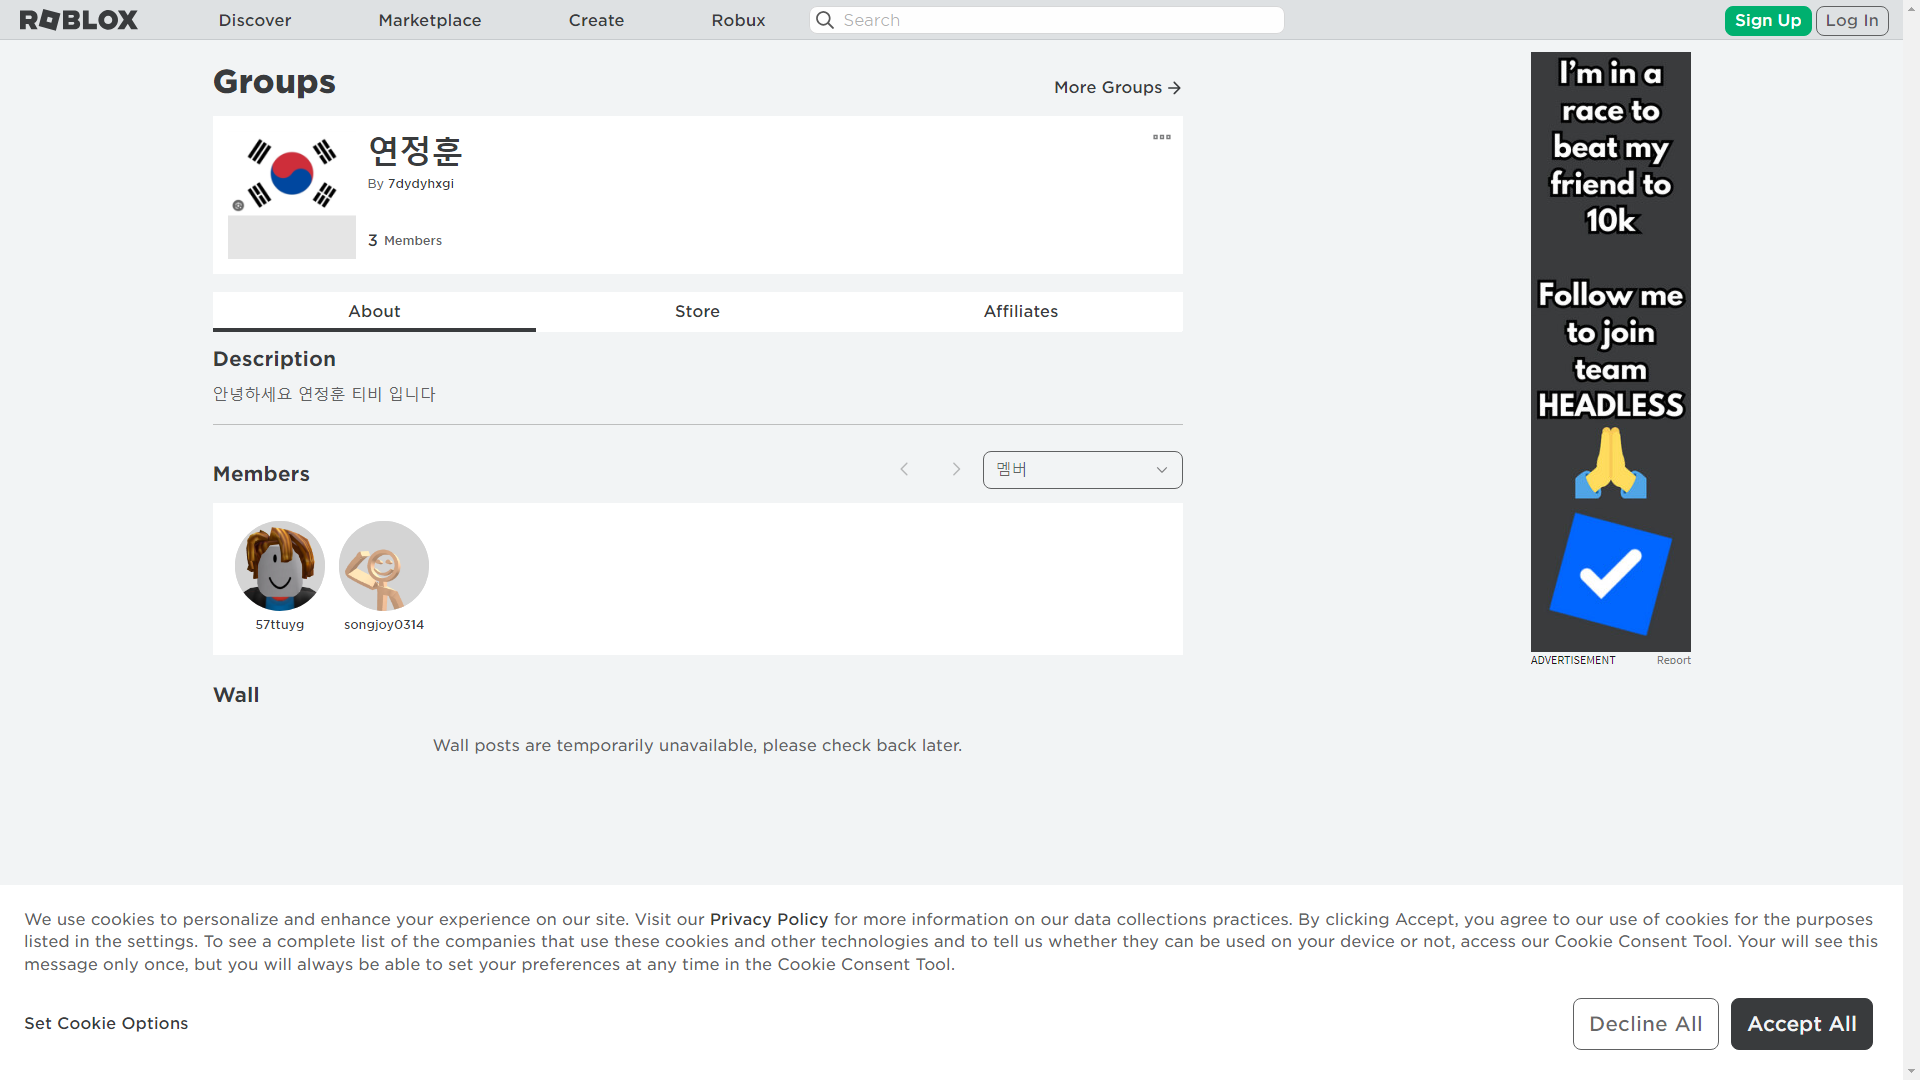 ROBLOX
Discover
Marketplace
Create
Robux
Search
Sign Up
Log In
Groups
More Groups
연정훈
By 7dydyhxgi
3 Members
About
Store
Affiliates
Description
안녕하세요 연정훈 티비 입니다
Members
멤버
57ttuyg
songjoy0314
Wall
Wall posts are temporarily unavailable, please check back later.
I'm in a
race to
beat my
friend to
10k
Follow me
to join
team
HEADLESS
ADVERTISEMENT
Report
We use cookies to personalize and enhance your experience on our site. Visit our Privacy Policy for more information on our data collections practices. By clicking Accept, you agree to our use of cookies for the purposes
listed in the settings. To see a complete list of the companies that use these cookies and other technologies and to tell us whether they can be used on your device or not, access our Cookie Consent Tool. Your will see this
message only once, but you will always be able to set your preferences at any time in the Cookie Consent Tool.
Set Cookie Options
Decline All
Accept All